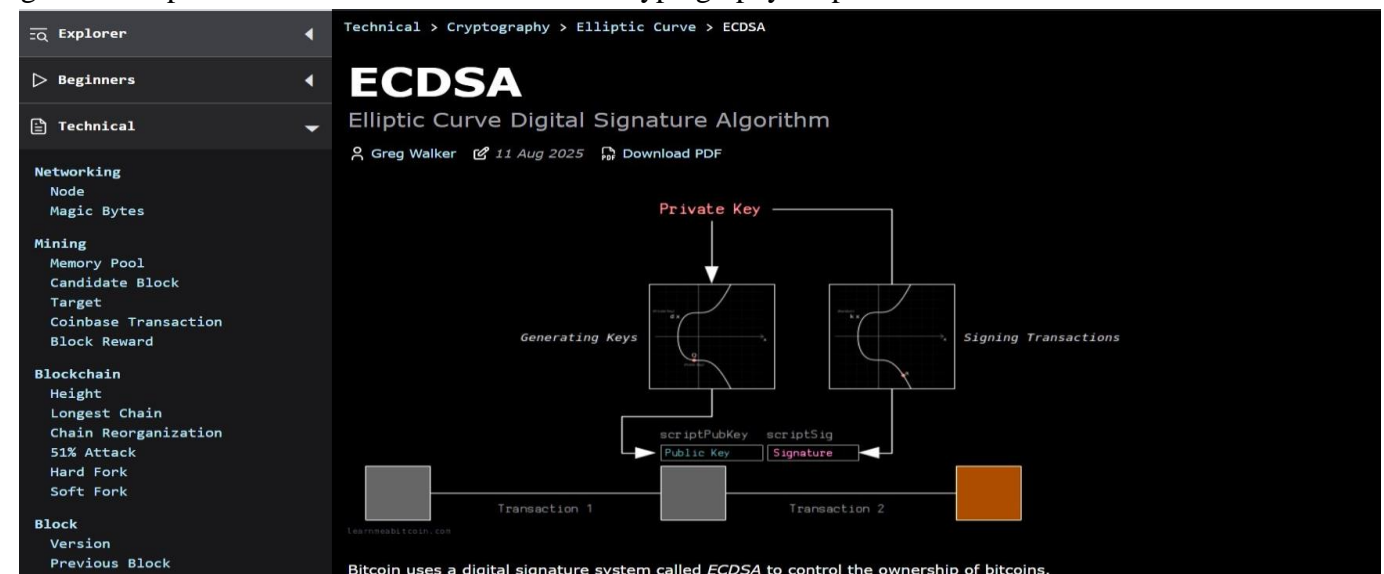 Explorer
Beginners
Technical
Networking
Node
Magic Bytes
Mining
Memory Pool
Candidate Block
Target
Coinbase Transaction
Block Reward
Blockchain
Height
Longest Chain
Chain Reorganization
51% Attack
Hard Fork
Soft Fork
Block
Version
Previous Block
Technical > Cryptography > Elliptic Curve > ECDSA
ECDSA
Elliptic Curve Digital Signature Algorithm
Greg Walker 11 Aug 2025 Download PDF
Private Key
Generating Keys
Signing Transactions
scriptPubKey scriptSig
Public Key Signature
Transaction 1
Transaction 2
learnmeabitcoin.com
Bitcoin uses a digital signature system called ECDSA to control the ownership of bitcoins.